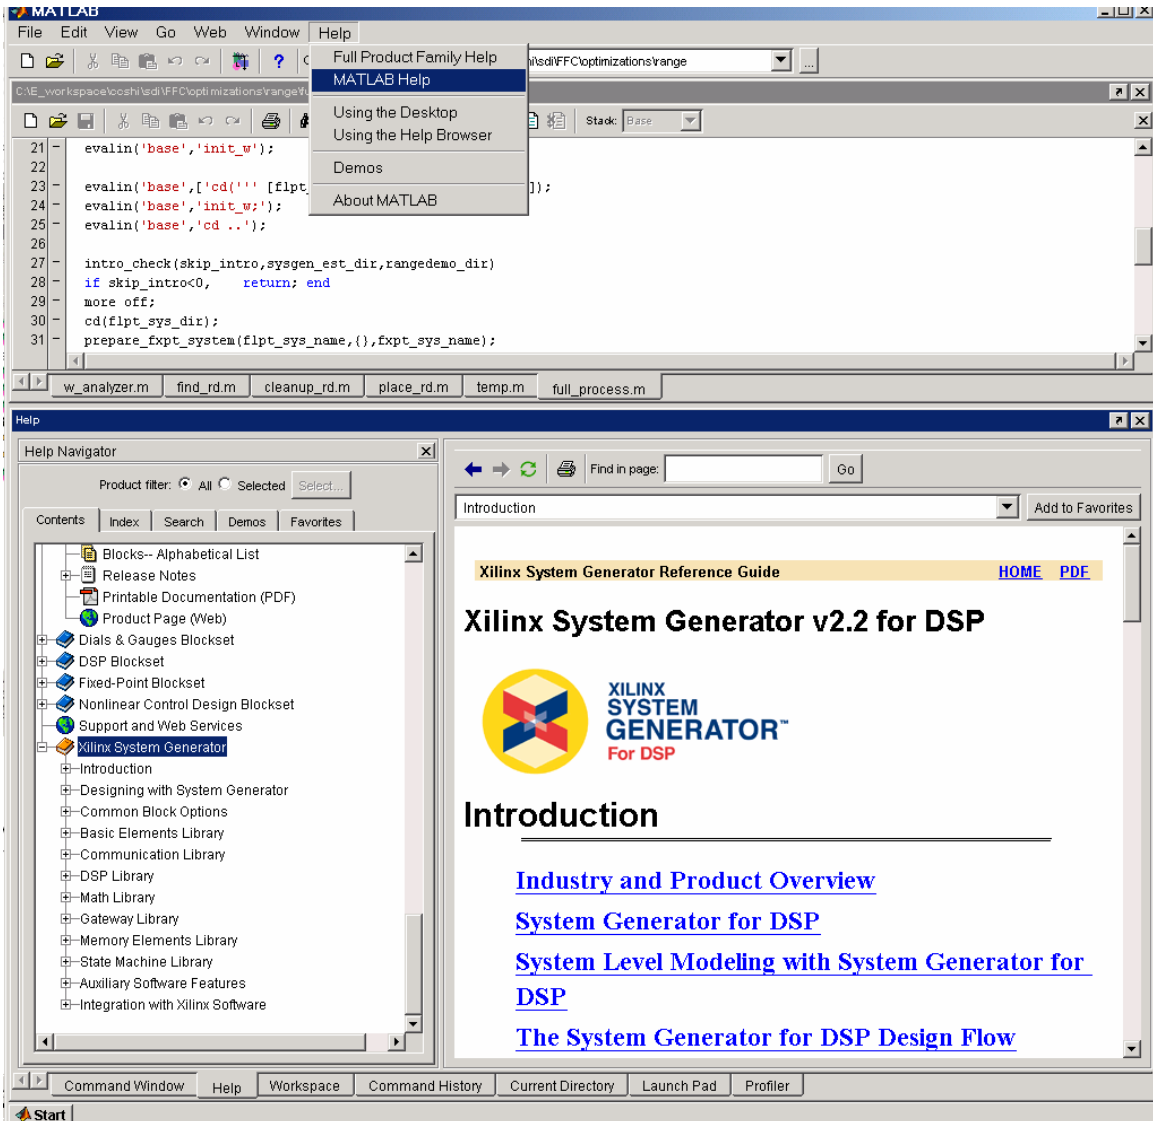 MATLAB
File Edit View Go Web Window Help
Full Product Family Help
MATLAB Help
Using the Desktop
Using the Help Browser
Demos
About MATLAB
\sdi\FFC\optimizations\range
...
C:\E_workspace\ccshi\sdi\FFC\optimizations\range\fu
Stack: Base
21 - evalin('base','init_w');
22
23 - evalin('base',['cd(''' [flpt_ ]);
24 - evalin('base','init_w;');
25 - evalin('base','cd ..');
26
27 - intro_check(skip_intro,sysgen_est_dir,rangedemo_dir)
28 - if skip_intro<0, return; end
29 - more off;
30 - cd(flpt_sys_dir);
31 - prepare_fxpt_system(flpt_sys_name,{},fxpt_sys_name);
w_analyzer.m find_rd.m cleanup_rd.m place_rd.m temp.m full_process.m
Help
Help Navigator
Product filter: All Selected Select...
Contents Index Search Demos Favorites
Blocks-- Alphabetical List
Release Notes
Printable Documentation (PDF)
Product Page (Web)
Dials & Gauges Blockset
DSP Blockset
Fixed-Point Blockset
Nonlinear Control Design Blockset
Support and Web Services
Xilinx System Generator
Introduction
Designing with System Generator
Common Block Options
Basic Elements Library
Communication Library
DSP Library
Math Library
Gateway Library
Memory Elements Library
State Machine Library
Auxiliary Software Features
Integration with Xilinx Software
Find in page: Go
Introduction Add to Favorites
Xilinx System Generator Reference Guide HOME PDF
Xilinx System Generator v2.2 for DSP
XILINX
SYSTEM
GENERATOR™
For DSP
Introduction
Industry and Product Overview
System Generator for DSP
System Level Modeling with System Generator for
DSP
The System Generator for DSP Design Flow
Command Window Help Workspace Command History Current Directory Launch Pad Profiler
Start